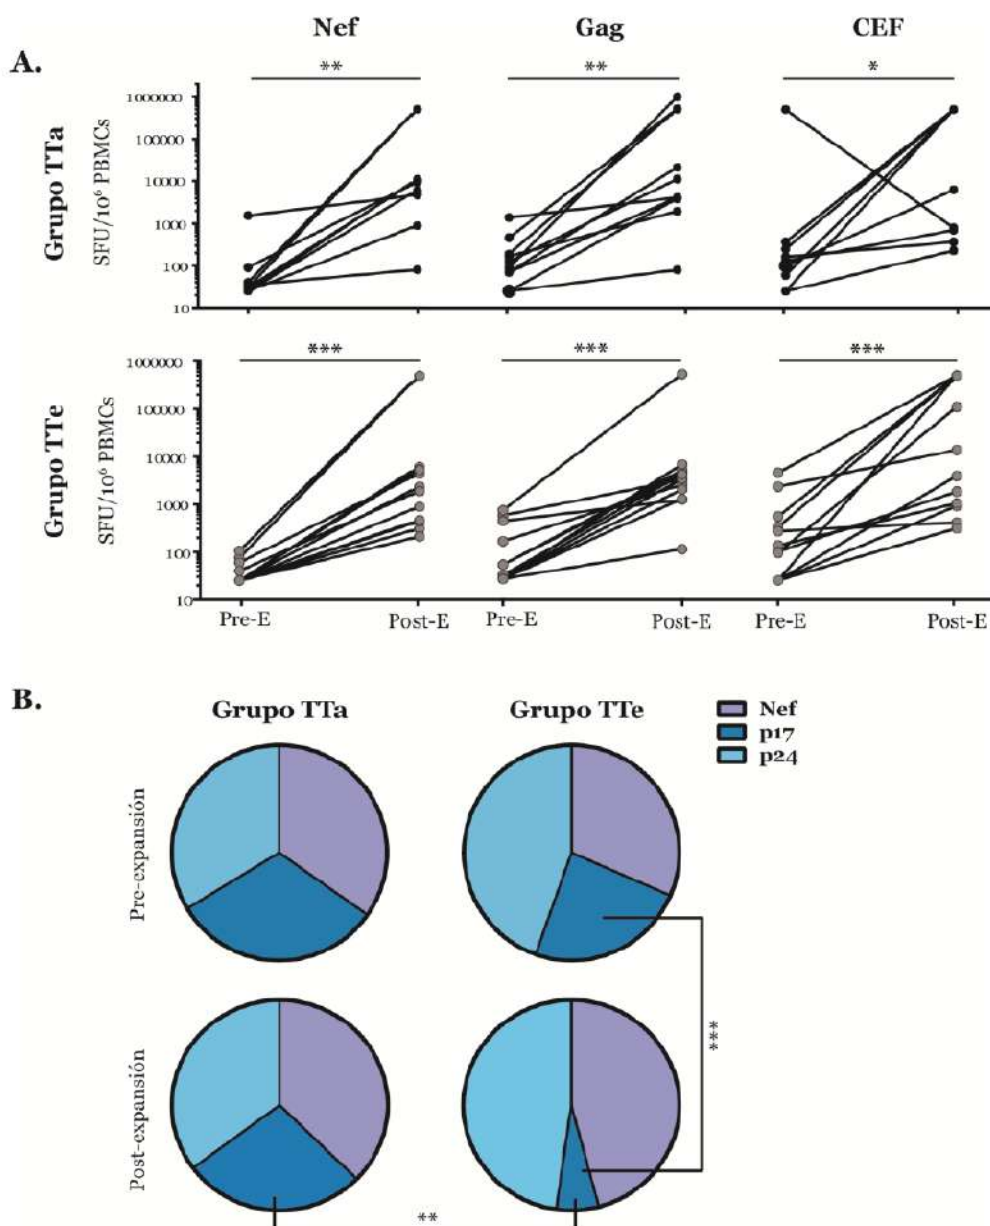 Nef Gag CEF
A.
** ** *
Grupo TTa
SFU/10⁶ PBMCs
1000000
100000
10000
1000
100
10
*** *** ***
Grupo TTe
SFU/10⁶ PBMCs
1000000
100000
10000
1000
100
10
Pre-E Post-E Pre-E Post-E Pre-E Post-E
B.
Grupo TTa Grupo TTe
Nef
p17
p24
Pre-expansión
***
Post-expansión
**